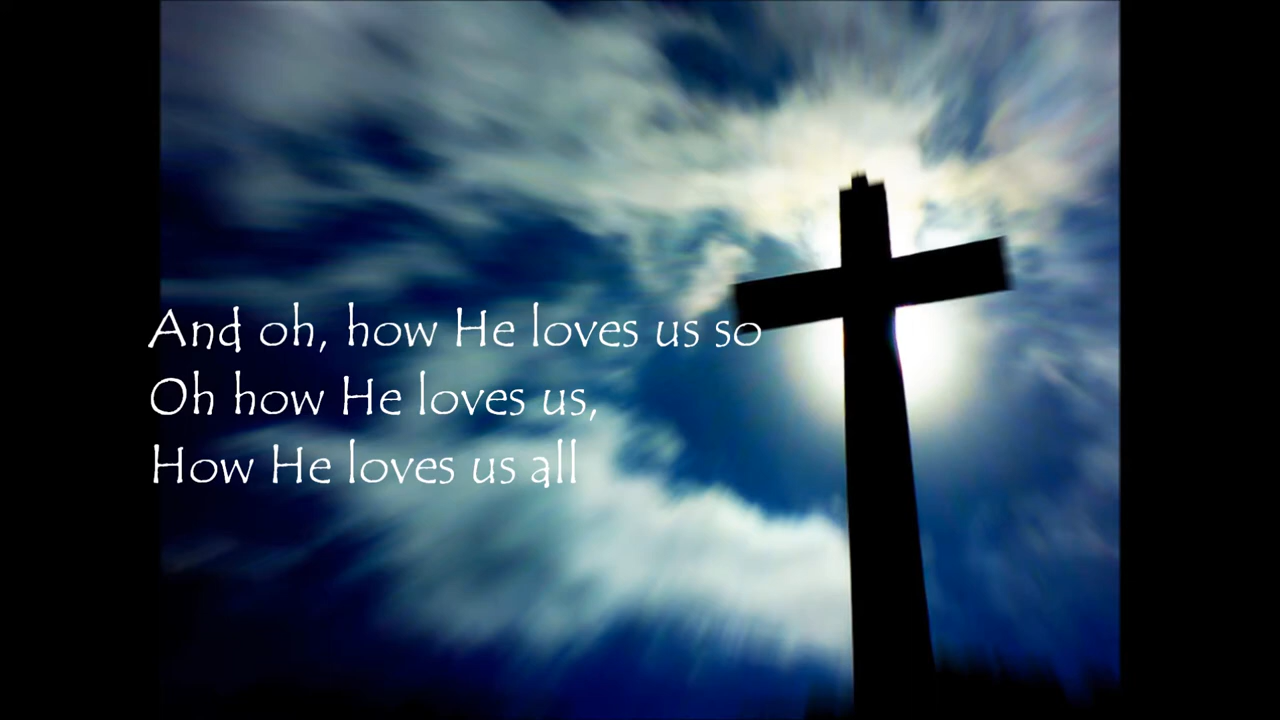 And oh, how He loves us so
Oh how He loves us,
How He loves us all